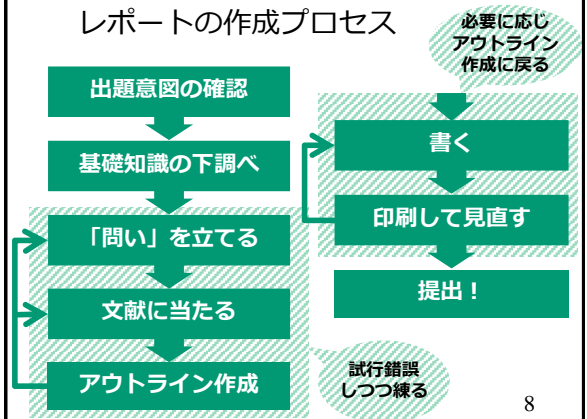 レポートの作成プロセス
出題意図の確認
基礎知識の下調べ
「問い」を立てる
文献に当たる
アウトライン作成
試行錯誤
しつつ練る
必要に応じ
アウトライン
作成に戻る
書く
印刷して見直す
提出！
8